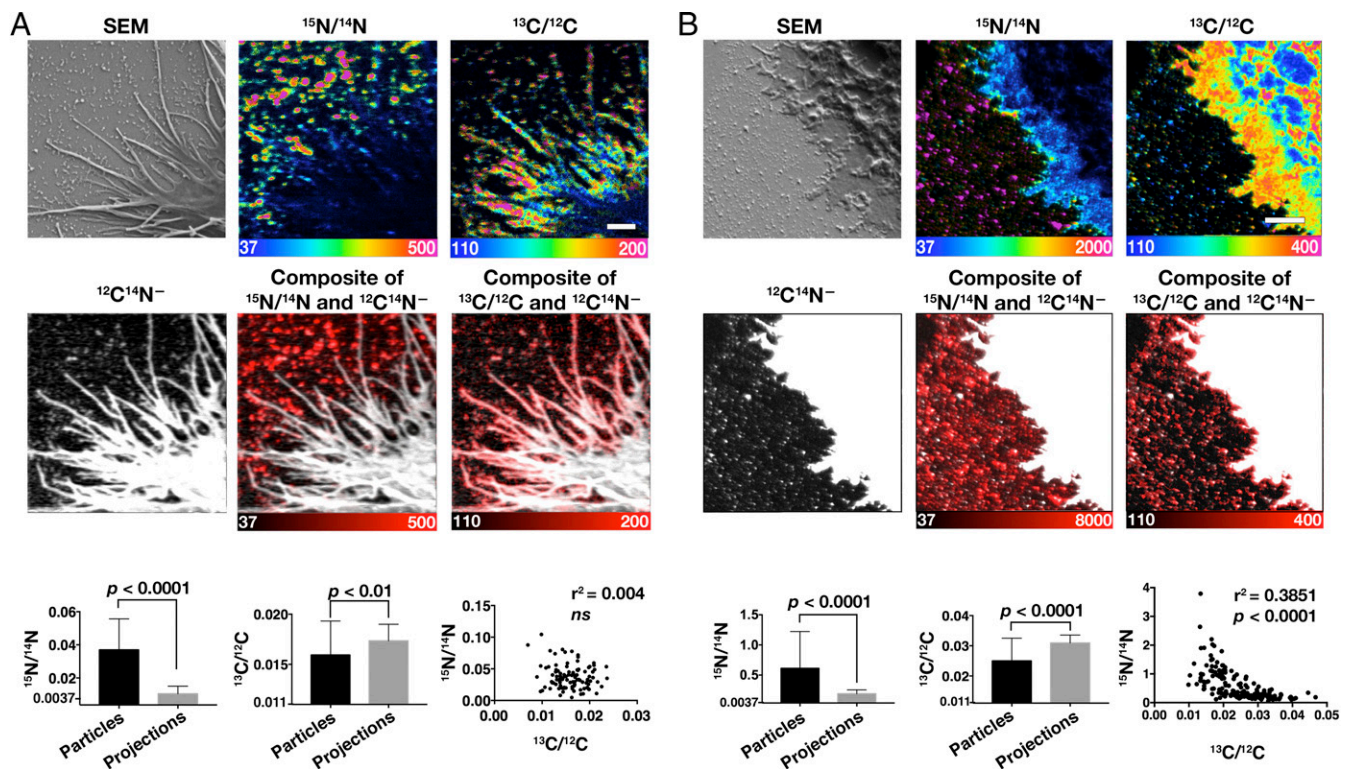 A
SEM
¹⁵N/¹⁴N
¹³C/¹²C
37 500
110 200
¹²C¹⁴N⁻
Composite of
¹⁵N/¹⁴N and ¹²C¹⁴N⁻
Composite of
¹³C/¹²C and ¹²C¹⁴N⁻
37 500
110 200
p < 0.0001
¹⁵N/¹⁴N
0.06
0.04
0.02
0.0037
Particles
Projections
p < 0.01
¹³C/¹²C
0.020
0.015
0.011
Particles
Projections
r² = 0.004
ns
¹⁵N/¹⁴N
0.15
0.10
0.05
0.00
0.00 0.01 0.02 0.03
¹³C/¹²C
B
SEM
¹⁵N/¹⁴N
¹³C/¹²C
37 2000
110 400
¹²C¹⁴N⁻
Composite of
¹⁵N/¹⁴N and ¹²C¹⁴N⁻
Composite of
¹³C/¹²C and ¹²C¹⁴N⁻
37 8000
110 400
p < 0.0001
¹⁵N/¹⁴N
1.5
1.0
0.5
0.0037
Particles
Projections
p < 0.0001
¹³C/¹²C
0.04
0.03
0.02
0.011
Particles
Projections
r² = 0.3851
p < 0.0001
¹⁵N/¹⁴N
4
3
2
1
0
0.00 0.01 0.02 0.03 0.04 0.05
¹³C/¹²C